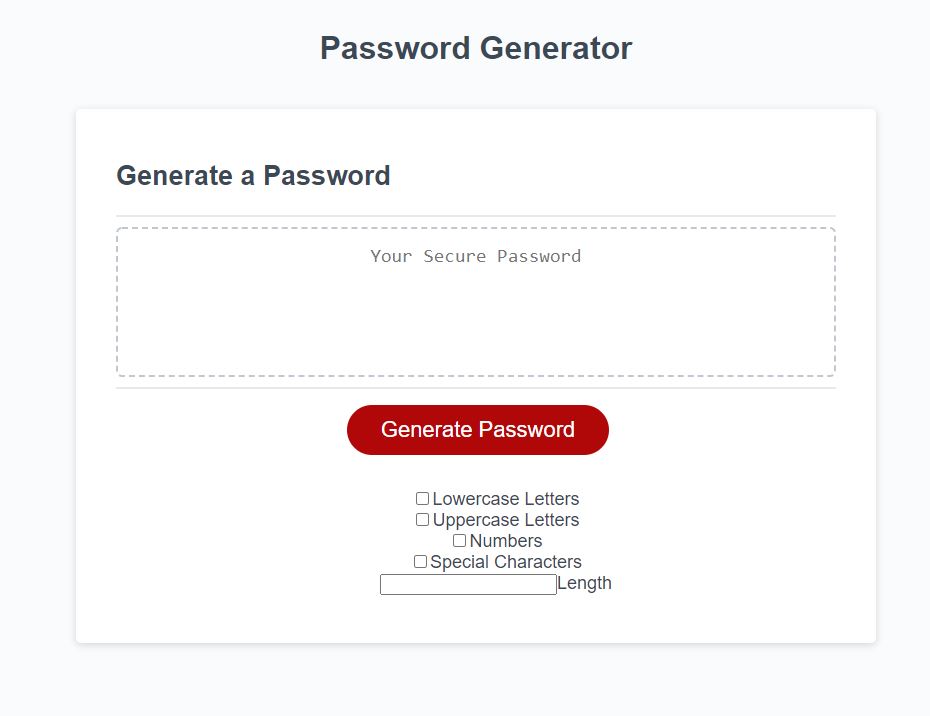 Password Generator
Generate a Password
Your Secure Password
Generate Password
Lowercase Letters
Uppercase Letters
Numbers
Special Characters
Length